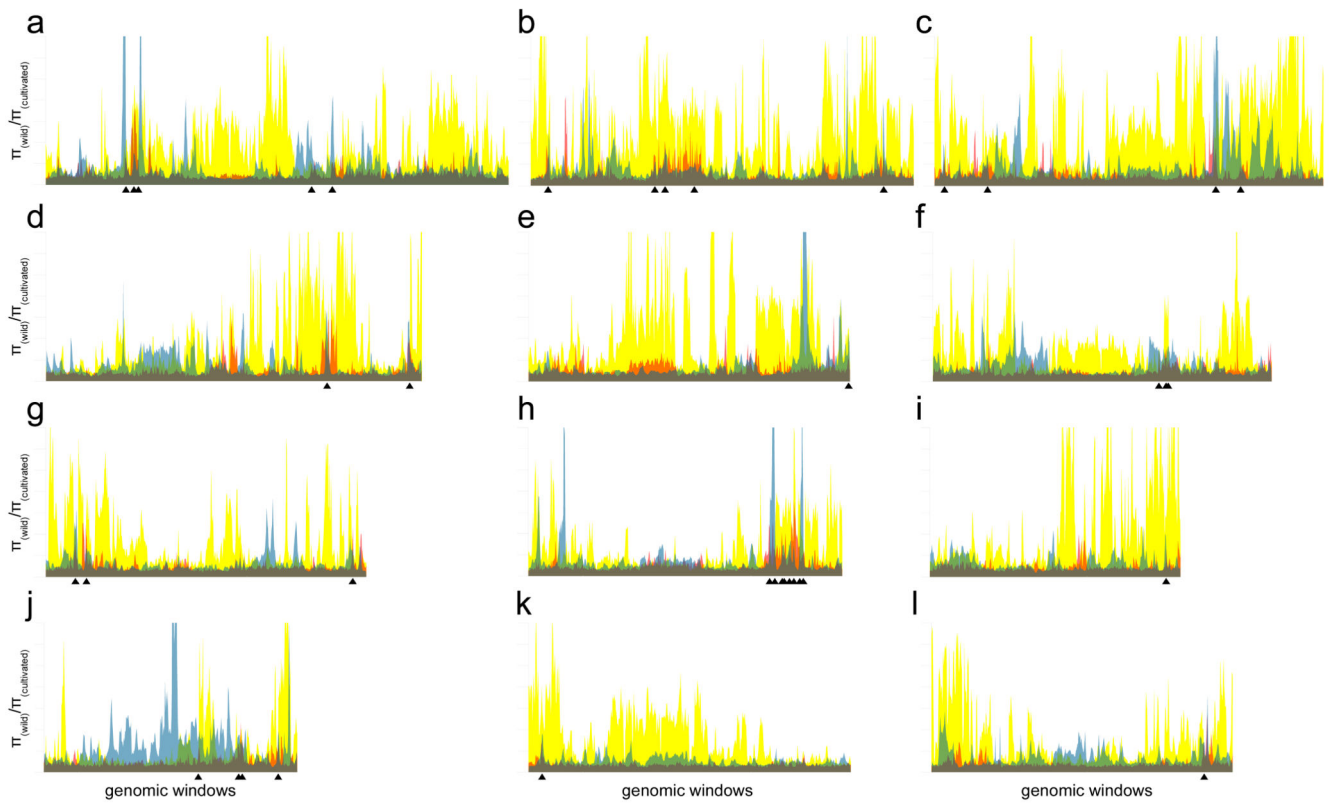 a
b
c
π(wild)/π(cultivated)
d
e
f
π(wild)/π(cultivated)
g
h
i
π(wild)/π(cultivated)
j
k
l
π(wild)/π(cultivated)
genomic windows
genomic windows
genomic windows